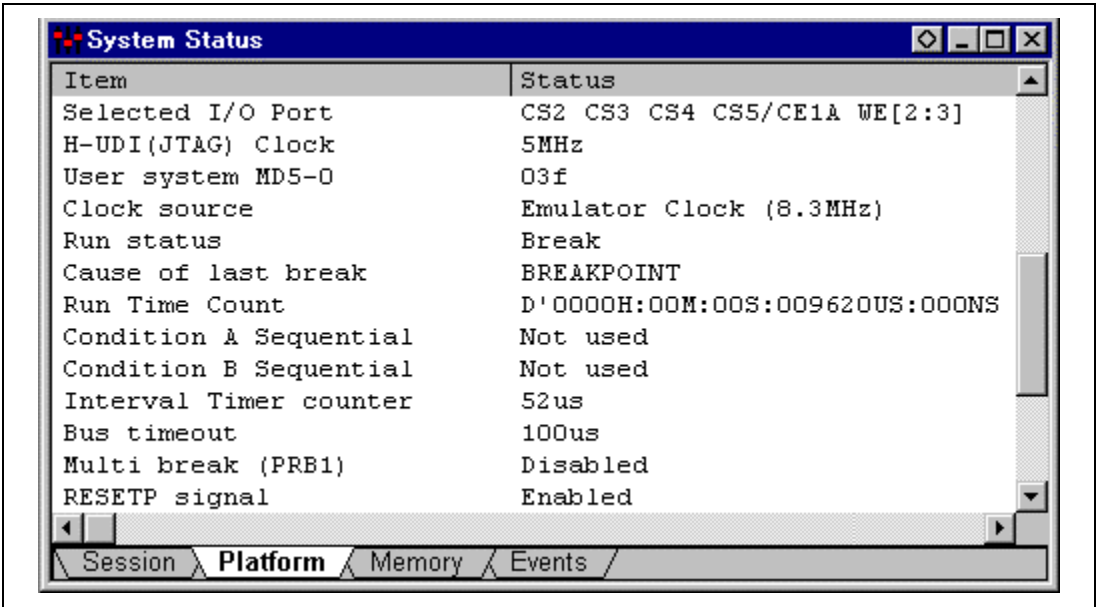 System Status
Item Status
Selected I/O Port CS2 CS3 CS4 CS5/CE1A WE[2:3]
H-UDI(JTAG) Clock 5MHz
User system MD5-0 03f
Clock source Emulator Clock (8.3MHz)
Run status Break
Cause of last break BREAKPOINT
Run Time Count D'0000H:00M:00S:009620US:000NS
Condition A Sequential Not used
Condition B Sequential Not used
Interval Timer counter 52us
Bus timeout 100us
Multi break (PRB1) Disabled
RESETP signal Enabled
Session Platform Memory Events